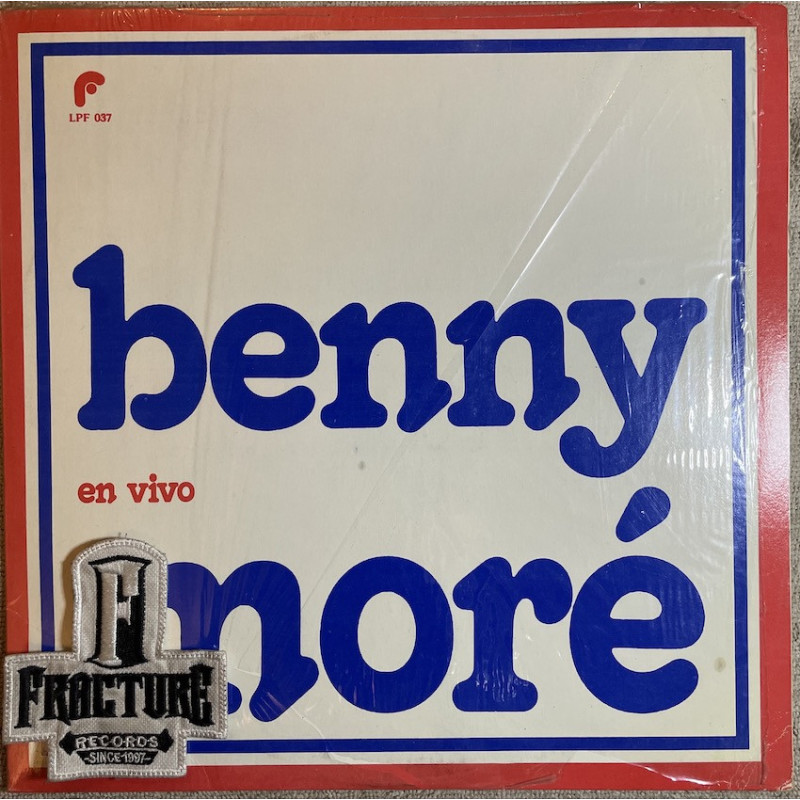 LPF 037
benny
en vivo
moré
F
FRACTURE
RECORDS
-SINCE 1997-